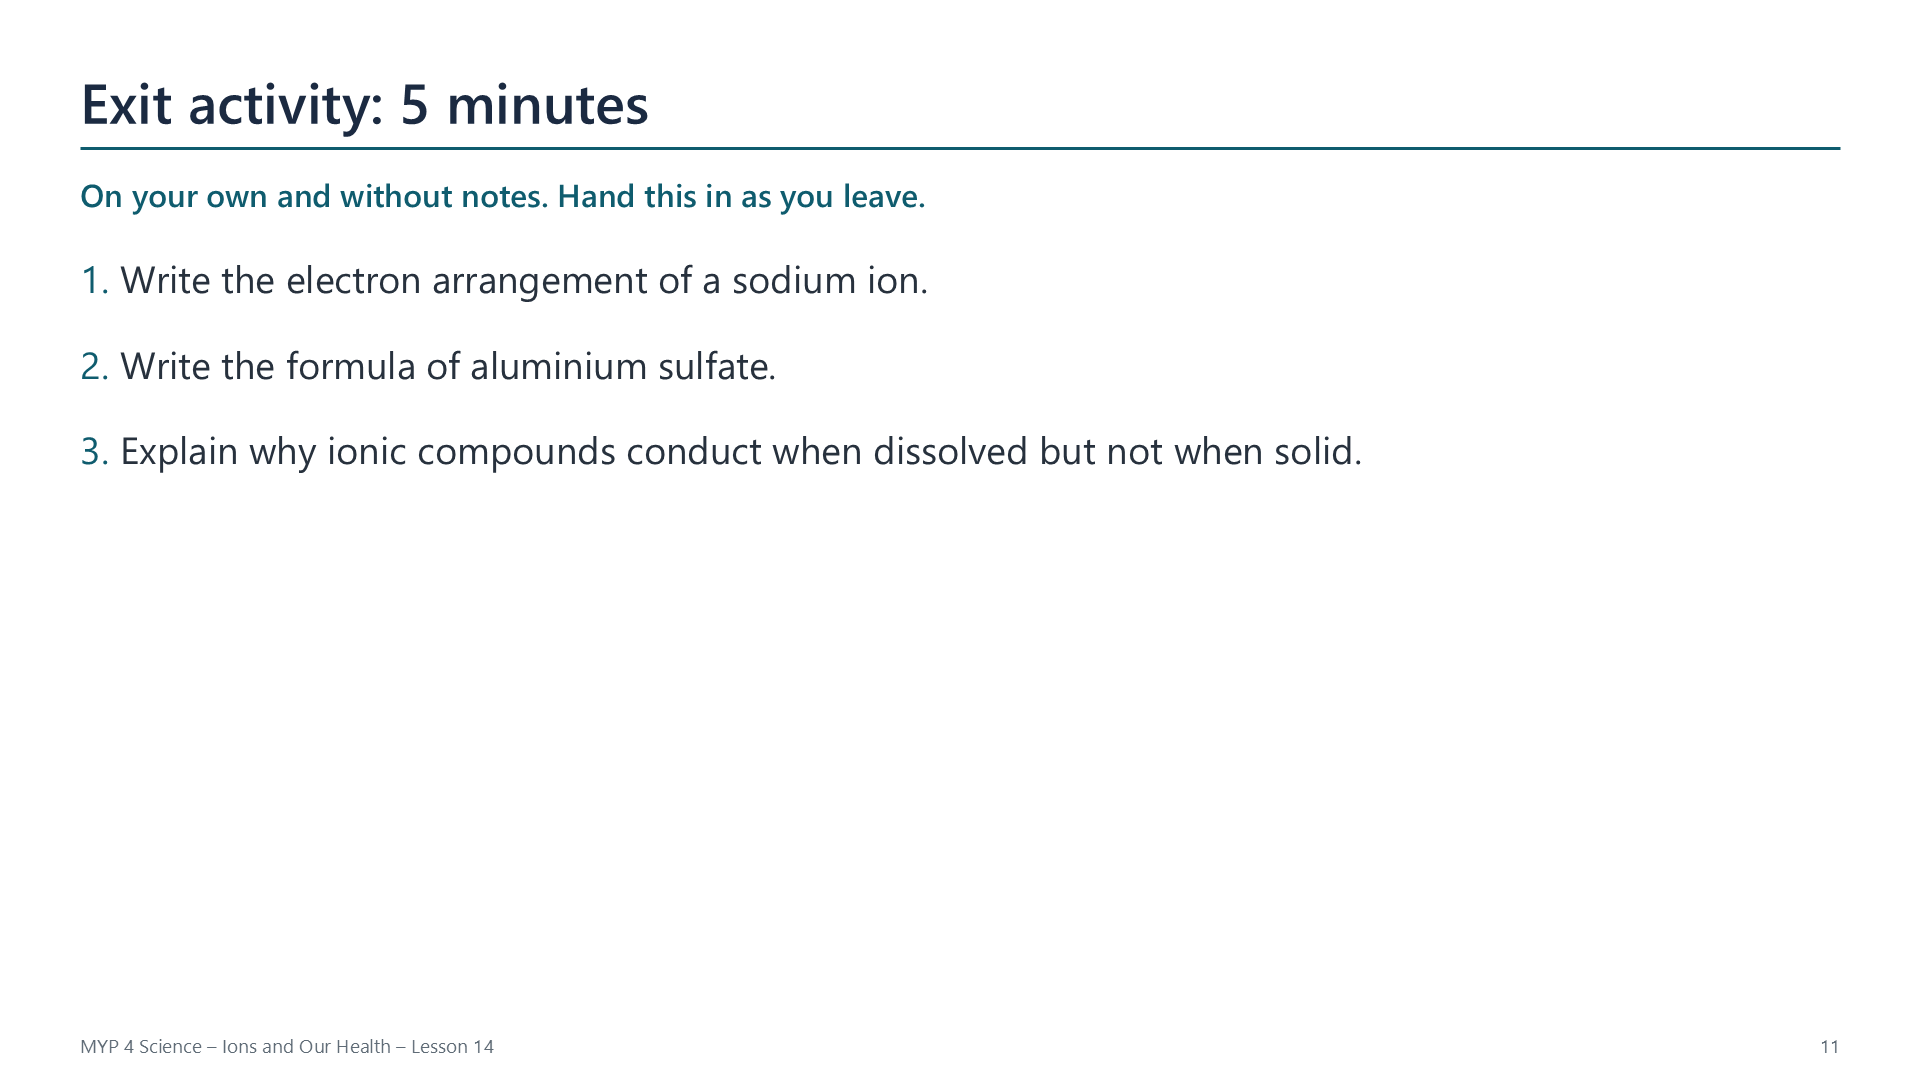 Exit activity: 5 minutes
On your own and without notes. Hand this in as you leave.
1. Write the electron arrangement of a sodium ion.
2. Write the formula of aluminium sulfate.
3. Explain why ionic compounds conduct when dissolved but not when solid.
MYP 4 Science – Ions and Our Health – Lesson 14
11